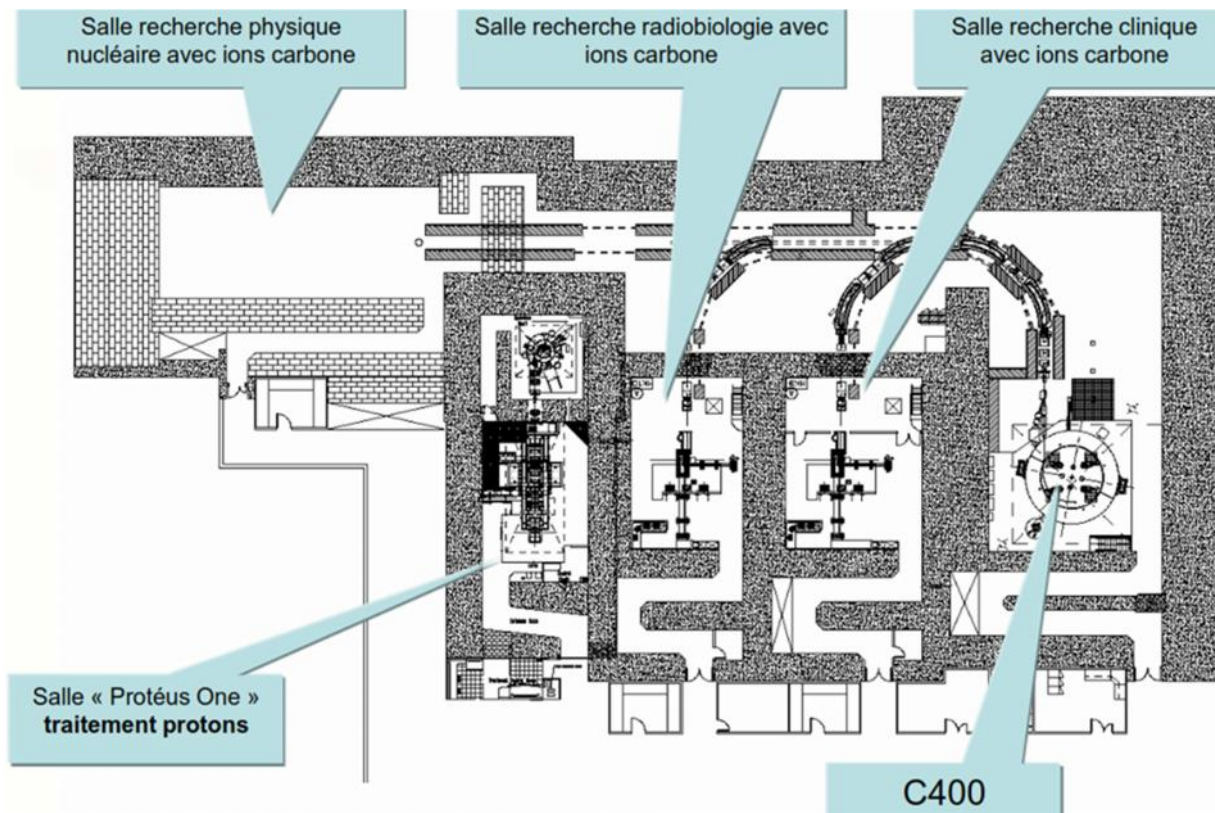 Salle recherche physique
nucléaire avec ions carbone
Salle recherche radiobiologie avec
ions carbone
Salle recherche clinique
avec ions carbone
Salle « Protéus One »
traitement protons
C400